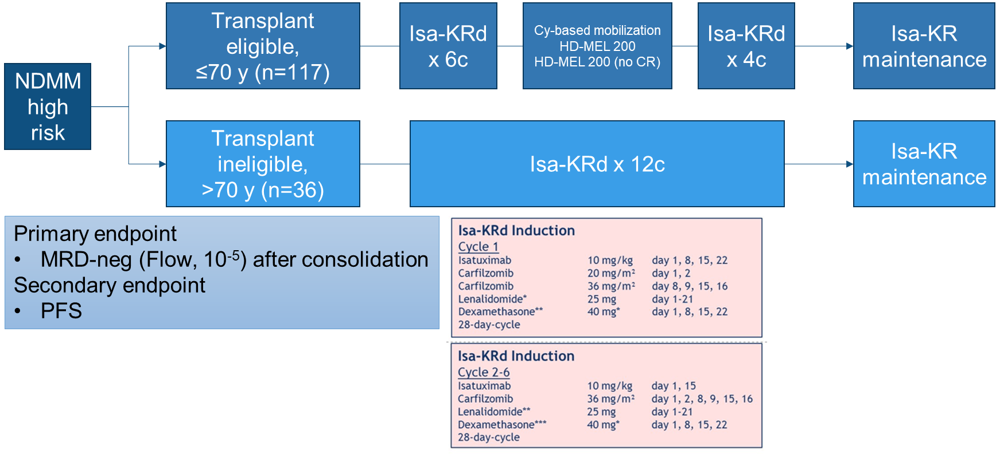 NDMM
high
risk
Transplant
eligible,
≤70 y (n=117)
Isa-KRd
x 6c
Cy-based mobilization
HD-MEL 200
HD-MEL 200 (no CR)
Isa-KRd
x 4c
Isa-KR
maintenance
Transplant
ineligible,
>70 y (n=36)
Isa-KRd x 12c
Isa-KR
maintenance
Primary endpoint
• MRD-neg (Flow, 10⁻⁵) after consolidation
Secondary endpoint
• PFS
Isa-KRd Induction
Cycle 1
Isatuximab 10 mg/kg day 1, 8, 15, 22
Carfilzomib 20 mg/m² day 1, 2
Carfilzomib 36 mg/m² day 8, 9, 15, 16
Lenalidomide* 25 mg day 1-21
Dexamethasone** 40 mg* day 1, 8, 15, 22
28-day-cycle
Isa-KRd Induction
Cycle 2-6
Isatuximab 10 mg/kg day 1, 15
Carfilzomib 36 mg/m² day 1, 2, 8, 9, 15, 16
Lenalidomide** 25 mg day 1-21
Dexamethasone*** 40 mg* day 1, 8, 15, 22
28-day-cycle